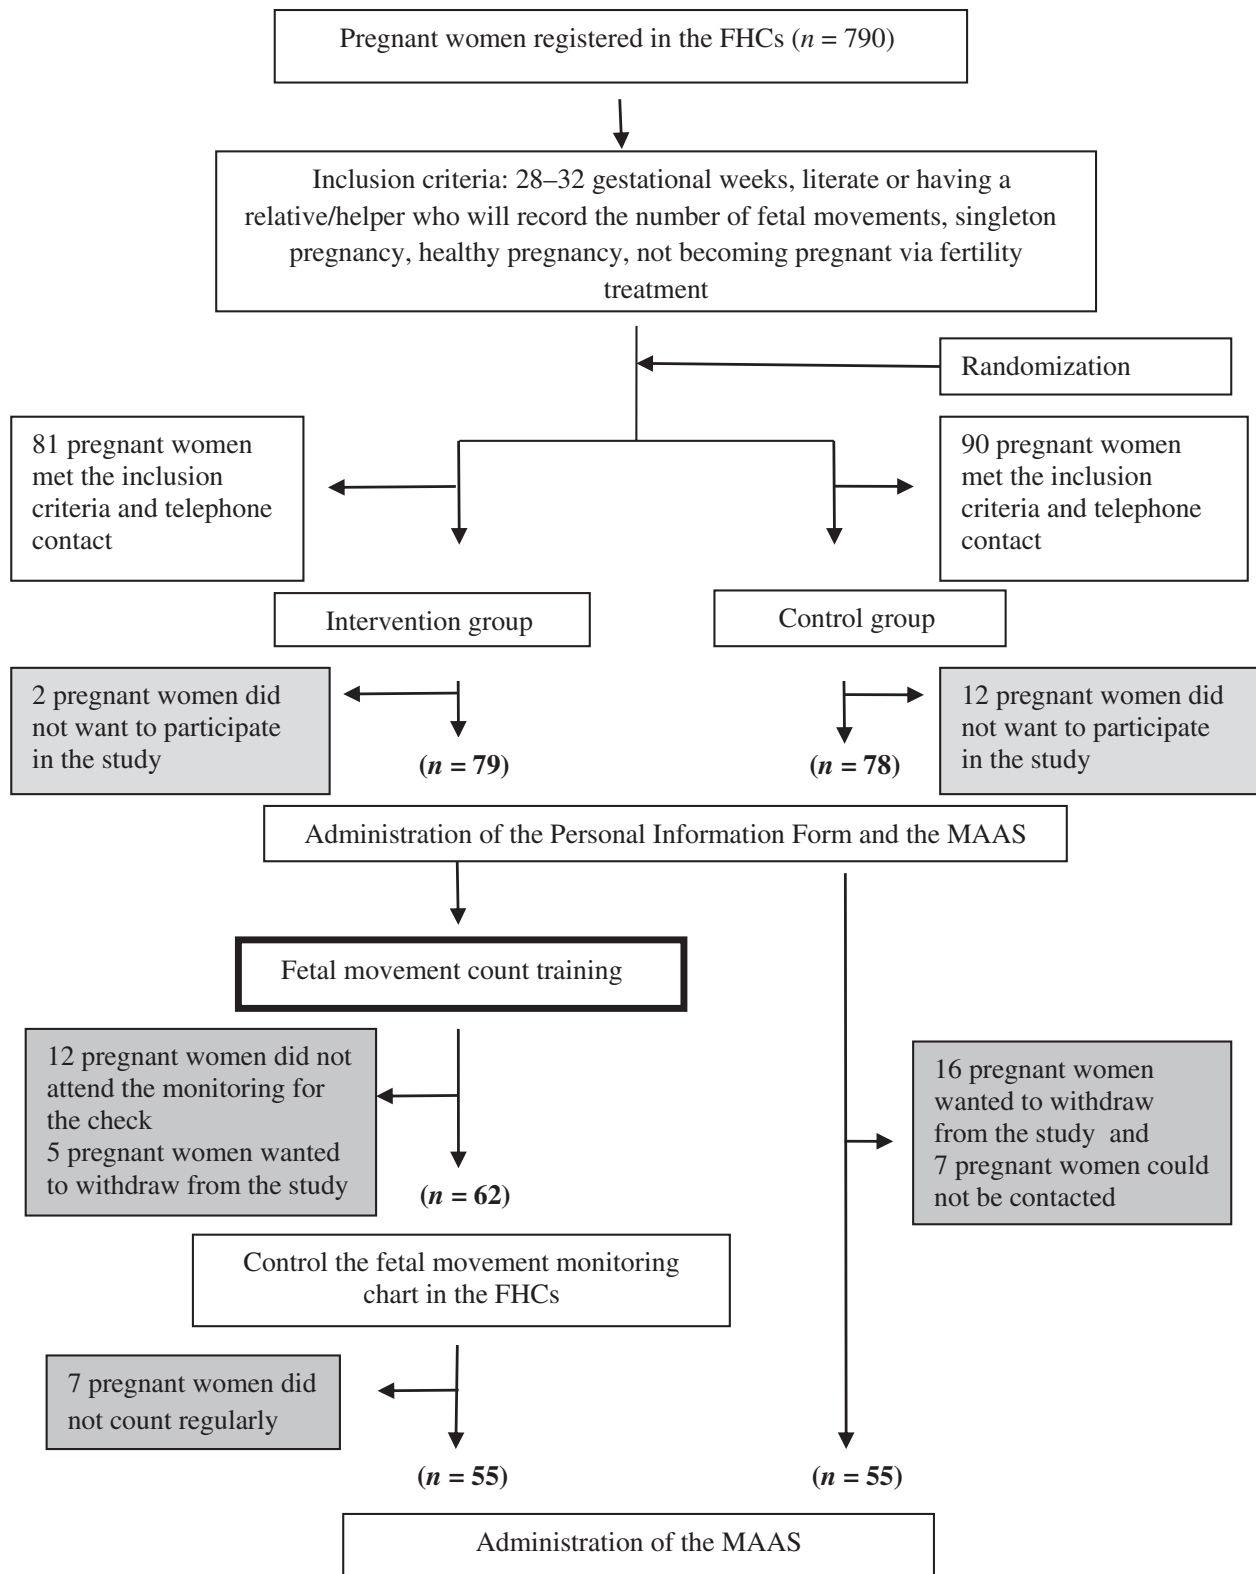 Pregnant women registered in the FHCs (n = 790)
Inclusion criteria: 28–32 gestational weeks, literate or having a
relative/helper who will record the number of fetal movements, singleton
pregnancy, healthy pregnancy, not becoming pregnant via fertility
treatment
Randomization
81 pregnant women
met the inclusion
criteria and telephone
contact
90 pregnant women
met the inclusion
criteria and telephone
contact
Intervention group
Control group
2 pregnant women did
not want to participate
in the study
(n = 79)
(n = 78)
12 pregnant women did
not want to participate
in the study
Administration of the Personal Information Form and the MAAS
Fetal movement count training
12 pregnant women did not
attend the monitoring for
the check
5 pregnant women wanted
to withdraw from the study
(n = 62)
16 pregnant women
wanted to withdraw
from the study and
7 pregnant women could
not be contacted
Control the fetal movement monitoring
chart in the FHCs
7 pregnant women did
not count regularly
(n = 55)
(n = 55)
Administration of the MAAS